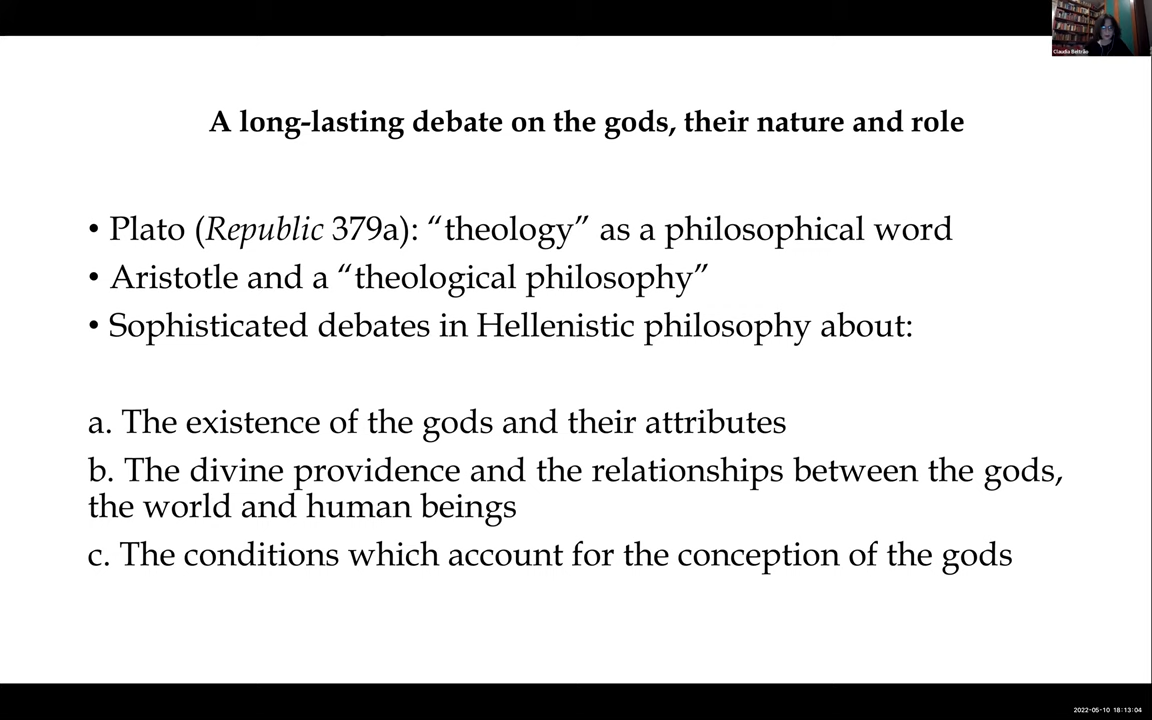 Claudia Beltrão
A long-lasting debate on the gods, their nature and role
• Plato (Republic 379a): “theology” as a philosophical word
• Aristotle and a “theological philosophy”
• Sophisticated debates in Hellenistic philosophy about:
a. The existence of the gods and their attributes
b. The divine providence and the relationships between the gods,
the world and human beings
c. The conditions which account for the conception of the gods
2022-05-10 18:13:04